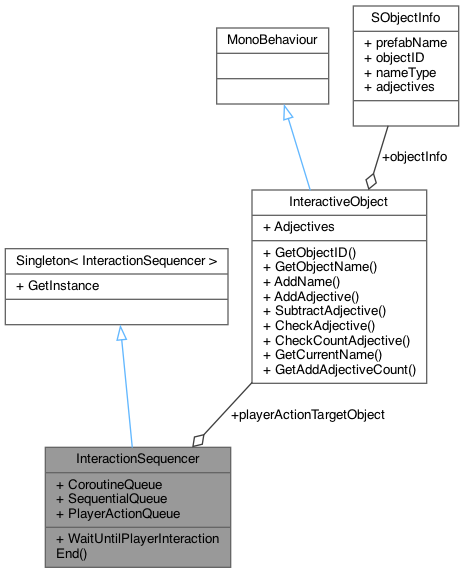 SObjectInfo
+ prefabName
+ objectID
+ nameType
+ adjectives
MonoBehaviour
+objectInfo
InteractiveObject
+ Adjectives
+ GetObjectID()
+ GetObjectName()
+ AddName()
+ AddAdjective()
+ SubtractAdjective()
+ CheckAdjective()
+ CheckCountAdjective()
+ GetCurrentName()
+ GetAddAdjectiveCount()
Singleton< InteractionSequencer >
+ GetInstance
+playerActionTargetObject
InteractionSequencer
+ CoroutineQueue
+ SequentialQueue
+ PlayerActionQueue
+ WaitUntilPlayerInteraction
End()